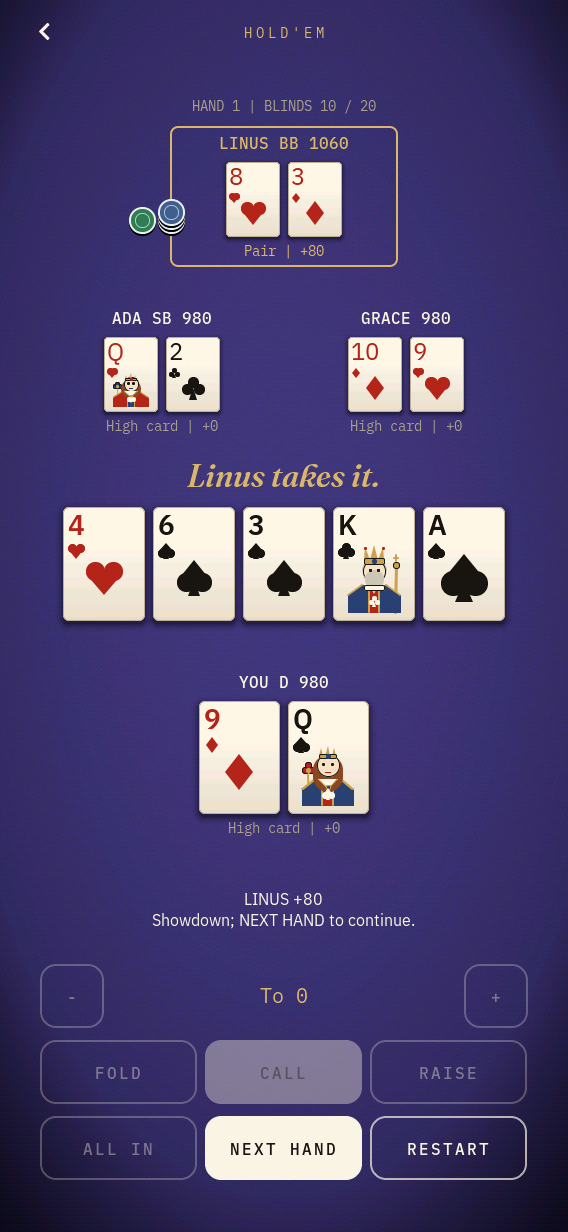 HOLD'EM
HAND 1 | BLINDS 10 / 20
LINUS BB 1060
8 3
Pair | +80
ADA SB 980
GRACE 980
Q 2
10 9
High card | +0
High card | +0
Linus takes it.
4 6 3 K A
YOU D 980
9 Q
High card | +0
LINUS +80
Showdown; NEXT HAND to continue.
- To 0 +
FOLD CALL RAISE
ALL IN NEXT HAND RESTART